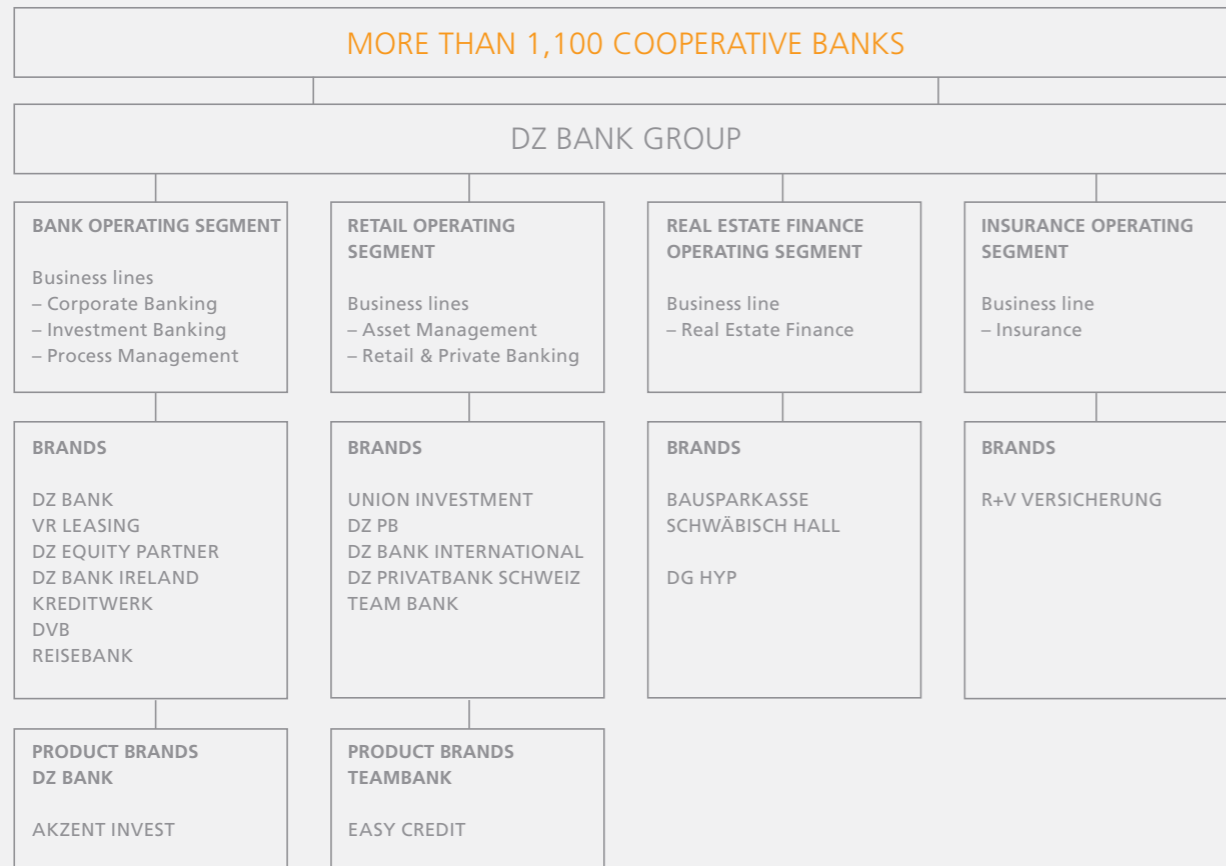 MORE THAN 1,100 COOPERATIVE BANKS
DZ BANK GROUP
BANK OPERATING SEGMENT
Business lines
– Corporate Banking
– Investment Banking
– Process Management
RETAIL OPERATING
SEGMENT
Business lines
– Asset Management
– Retail & Private Banking
REAL ESTATE FINANCE
OPERATING SEGMENT
Business line
– Real Estate Finance
INSURANCE OPERATING
SEGMENT
Business line
– Insurance
BRANDS
DZ BANK
VR LEASING
DZ EQUITY PARTNER
DZ BANK IRELAND
KREDITWERK
DVB
REISEBANK
BRANDS
UNION INVESTMENT
DZ PB
DZ BANK INTERNATIONAL
DZ PRIVATBANK SCHWEIZ
TEAM BANK
BRANDS
BAUSPARKASSE
SCHWÄBISCH HALL
DG HYP
BRANDS
R+V VERSICHERUNG
PRODUCT BRANDS
DZ BANK
AKZENT INVEST
PRODUCT BRANDS
TEAMBANK
EASY CREDIT